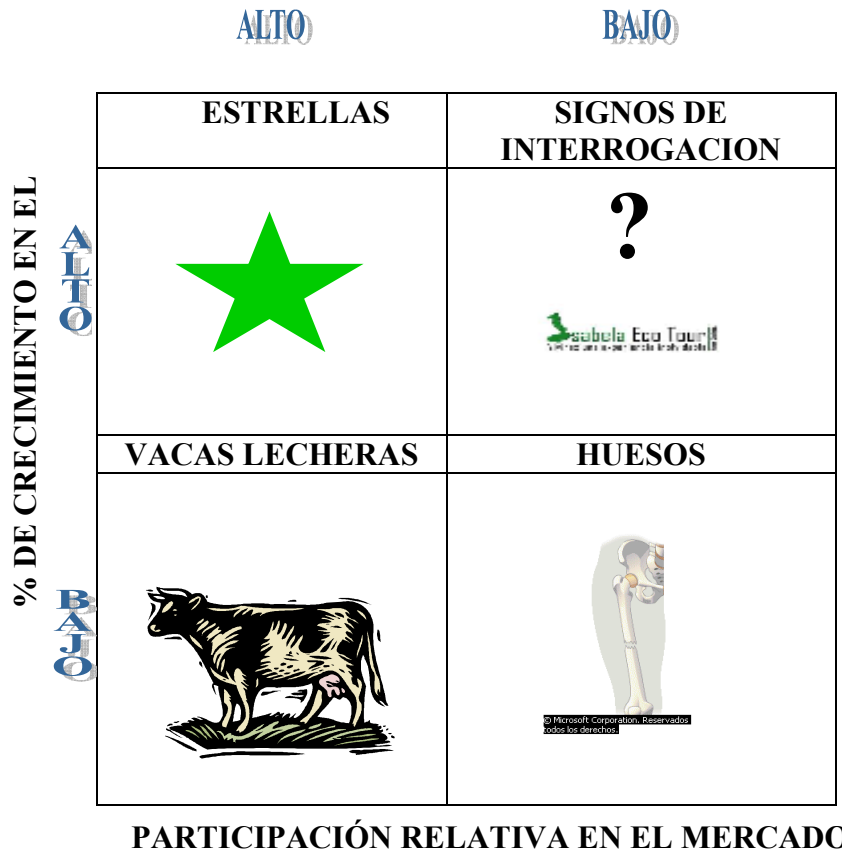 ALTO BAJO
ESTRELLAS
SIGNOS DE
INTERROGACION
% DE CRECIMIENTO EN EL
ALTO
?
sabela Eco Tour
VACAS LECHERAS
HUESOS
BAJO
© Microsoft Corporation. Reservados
todos los derechos.
PARTICIPACIÓN RELATIVA EN EL MERCADO